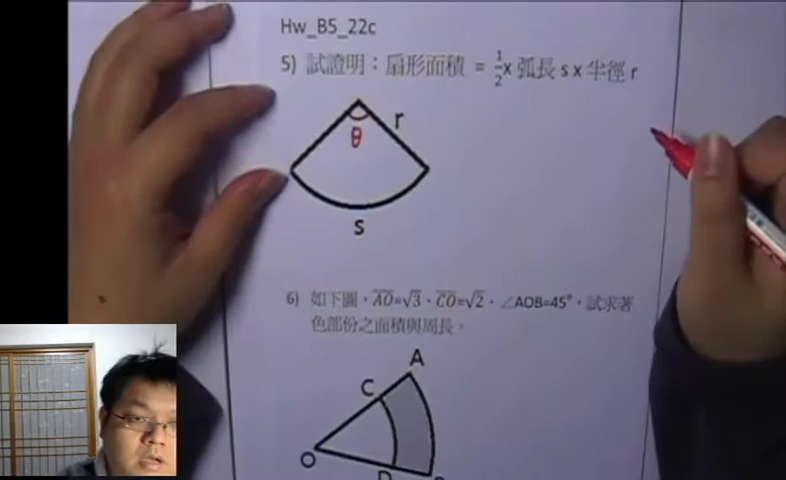 Hw_B5_22c
5) 試證明：扇形面積 = 1/2 x 弧長 s x 半徑 r
θ
r
s
6) 如下圖，AO=√3、CO=√2、∠AOB=45°，試求著
色部份之面積與周長。
A
C
O
D